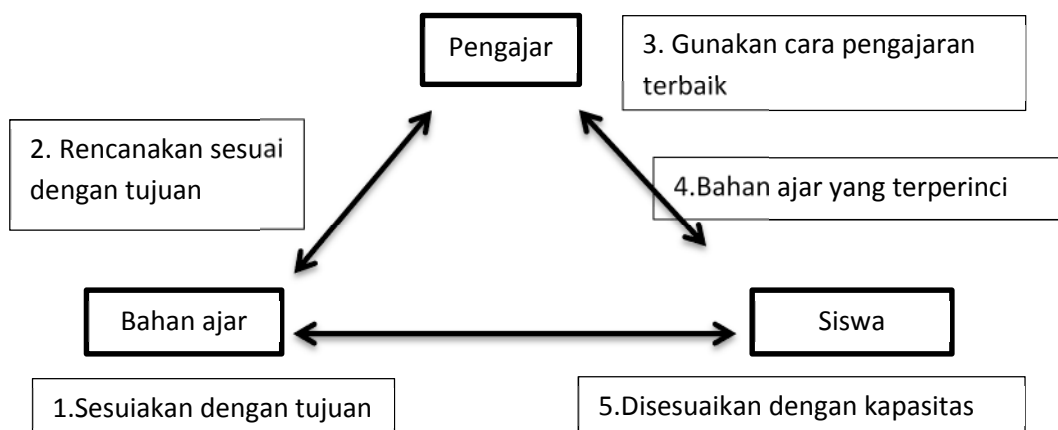 Pengajar
3. Gunakan cara pengajaran
terbaik
2. Rencanakan sesuai
dengan tujuan
4.Bahan ajar yang terperinci
Bahan ajar
Siswa
1.Sesuiakan dengan tujuan
5.Disesuaikan dengan kapasitas